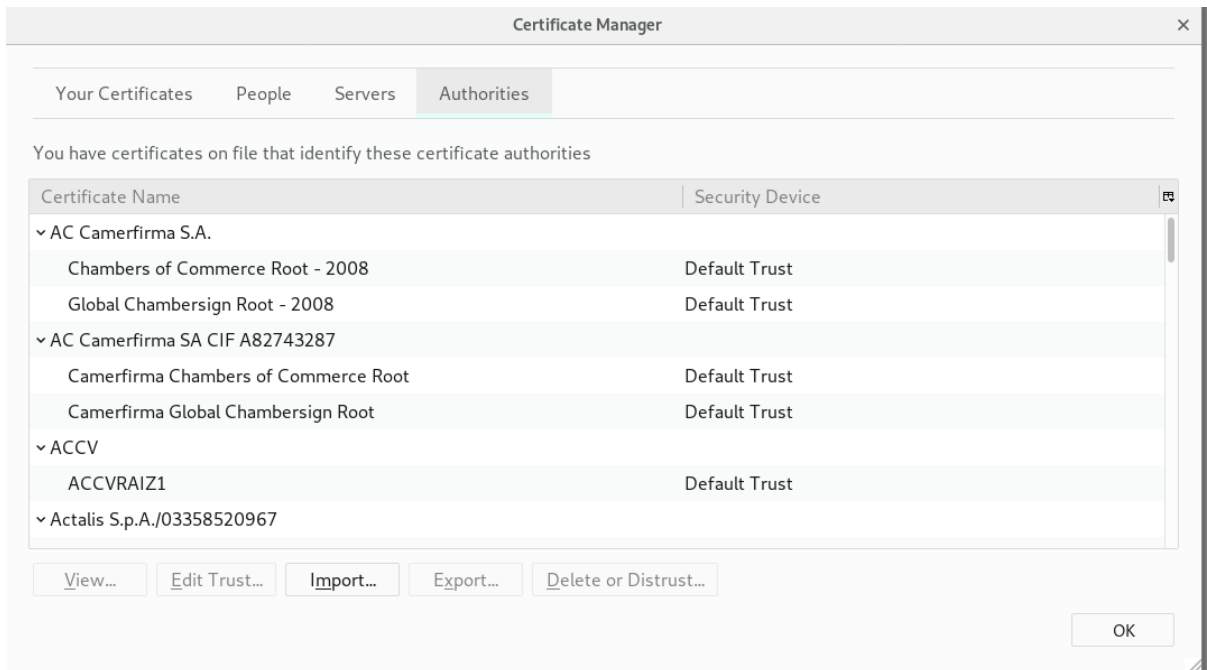 Certificate Manager
Your Certificates People Servers Authorities
You have certificates on file that identify these certificate authorities
Certificate Name Security Device
AC Camerfirma S.A.
Chambers of Commerce Root - 2008 Default Trust
Global Chambersign Root - 2008 Default Trust
AC Camerfirma SA CIF A82743287
Camerfirma Chambers of Commerce Root Default Trust
Camerfirma Global Chambersign Root Default Trust
ACCV
ACCVRAIZ1 Default Trust
Actalis S.p.A./03358520967
View... Edit Trust... Import... Export... Delete or Distrust...
OK